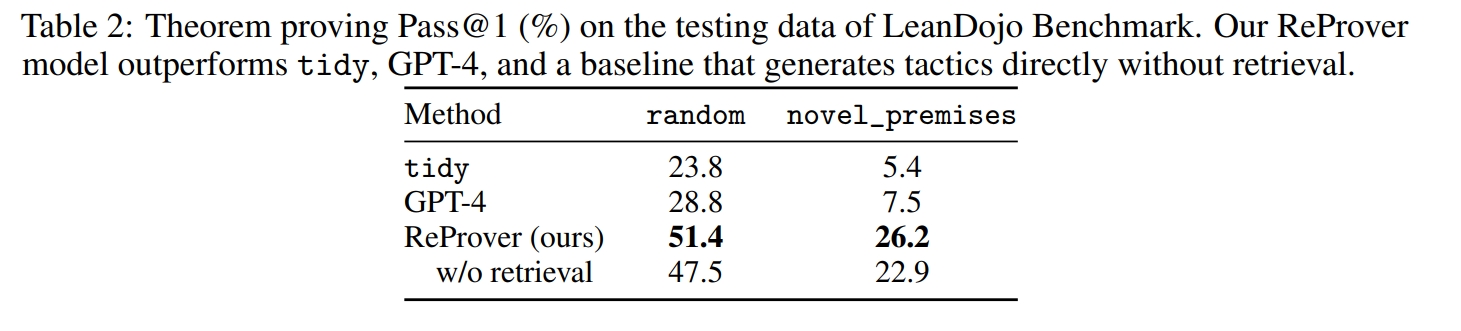 Table 2: Theorem proving Pass@1 (%) on the testing data of LeanDojo Benchmark. Our ReProver
model outperforms tidy, GPT-4, and a baseline that generates tactics directly without retrieval.
Method random novel_premises
tidy 23.8 5.4
GPT-4 28.8 7.5
ReProver (ours) 51.4 26.2
w/o retrieval 47.5 22.9